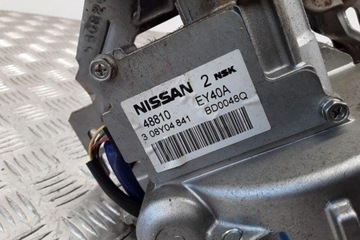 NISSAN 2 NSK
48810 EY40A
3 08Y04 841 BD0048Q